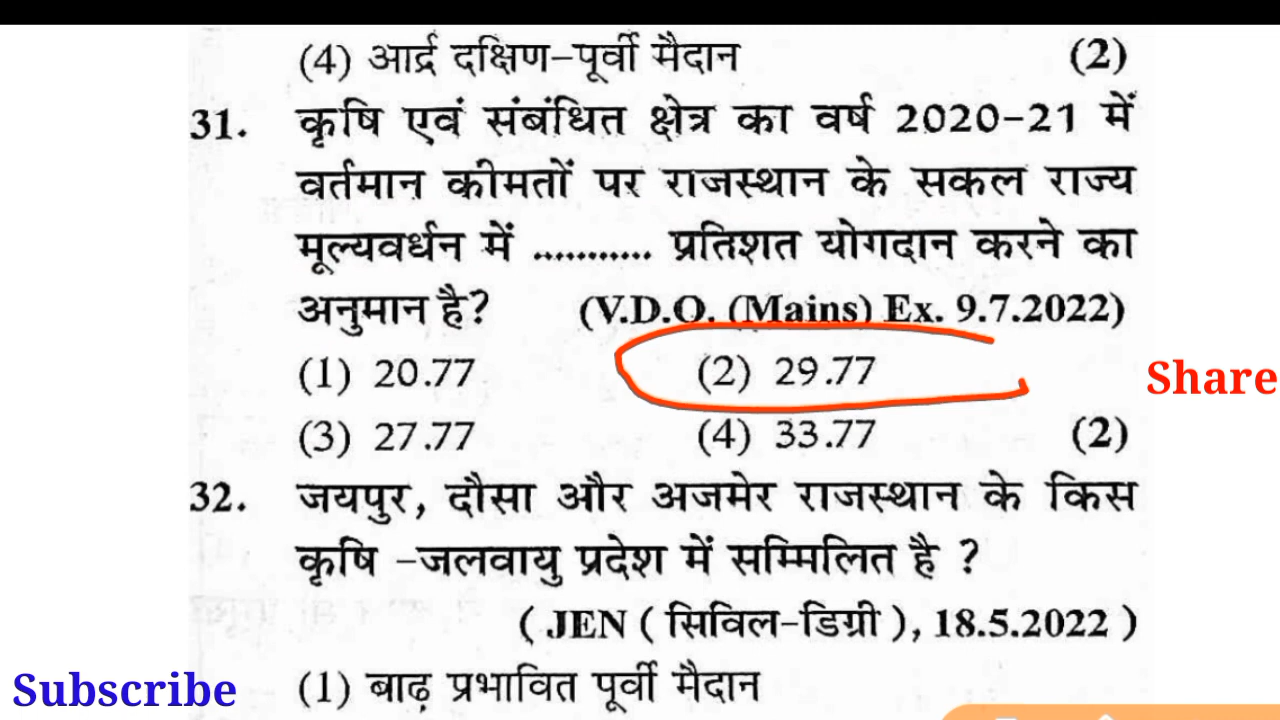 (4) आर्द्र दक्षिण-पूर्वी मैदान (2)
31. कृषि एवं संबंधित क्षेत्र का वर्ष 2020-21 में
वर्तमान कीमतों पर राजस्थान के सकल राज्य
मूल्यवर्धन में ........... प्रतिशत योगदान करने का
अनुमान है? (V.D.O. (Mains) Ex. 9.7.2022)
(1) 20.77 (2) 29.77
Share
(3) 27.77 (4) 33.77 (2)
32. जयपुर, दौसा और अजमेर राजस्थान के किस
कृषि -जलवायु प्रदेश में सम्मिलित है ?
( JEN ( सिविल-डिग्री ), 18.5.2022 )
(1) बाढ़ प्रभावित पूर्वी मैदान
Subscribe